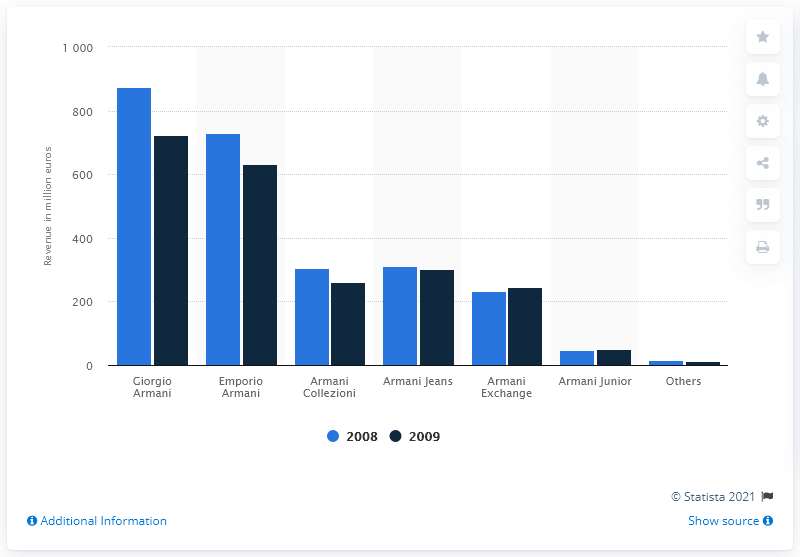 1 000
800
600
400
200
0
Revenue in million euros
Giorgio
Armani
Emporio
Armani
Armani
Collezioni
Armani Jeans
Armani
Exchange
Armani Junior
Others
2008 2009
© Statista 2021
Additional Information
Show source